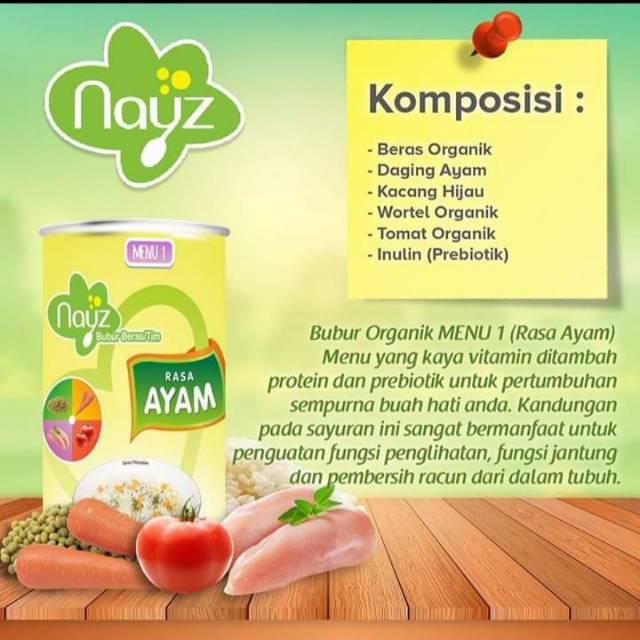 Nayz
Komposisi :
- Beras Organik
- Daging Ayam
- Kacang Hijau
- Wortel Organik
- Tomat Organik
- Inulin (Prebiotik)
MENU 1
Nayz
Bubur Beras/Tim
RASA
AYAM
Saran Penyajian
Bubur Organik MENU 1 (Rasa Ayam)
Menu yang kaya vitamin ditambah
protein dan prebiotik untuk pertumbuhan
sempurna buah hati anda. Kandungan
pada sayuran ini sangat bermanfaat untuk
penguatan fungsi penglihatan, fungsi jantung
dan pembersih racun dari dalam tubuh.